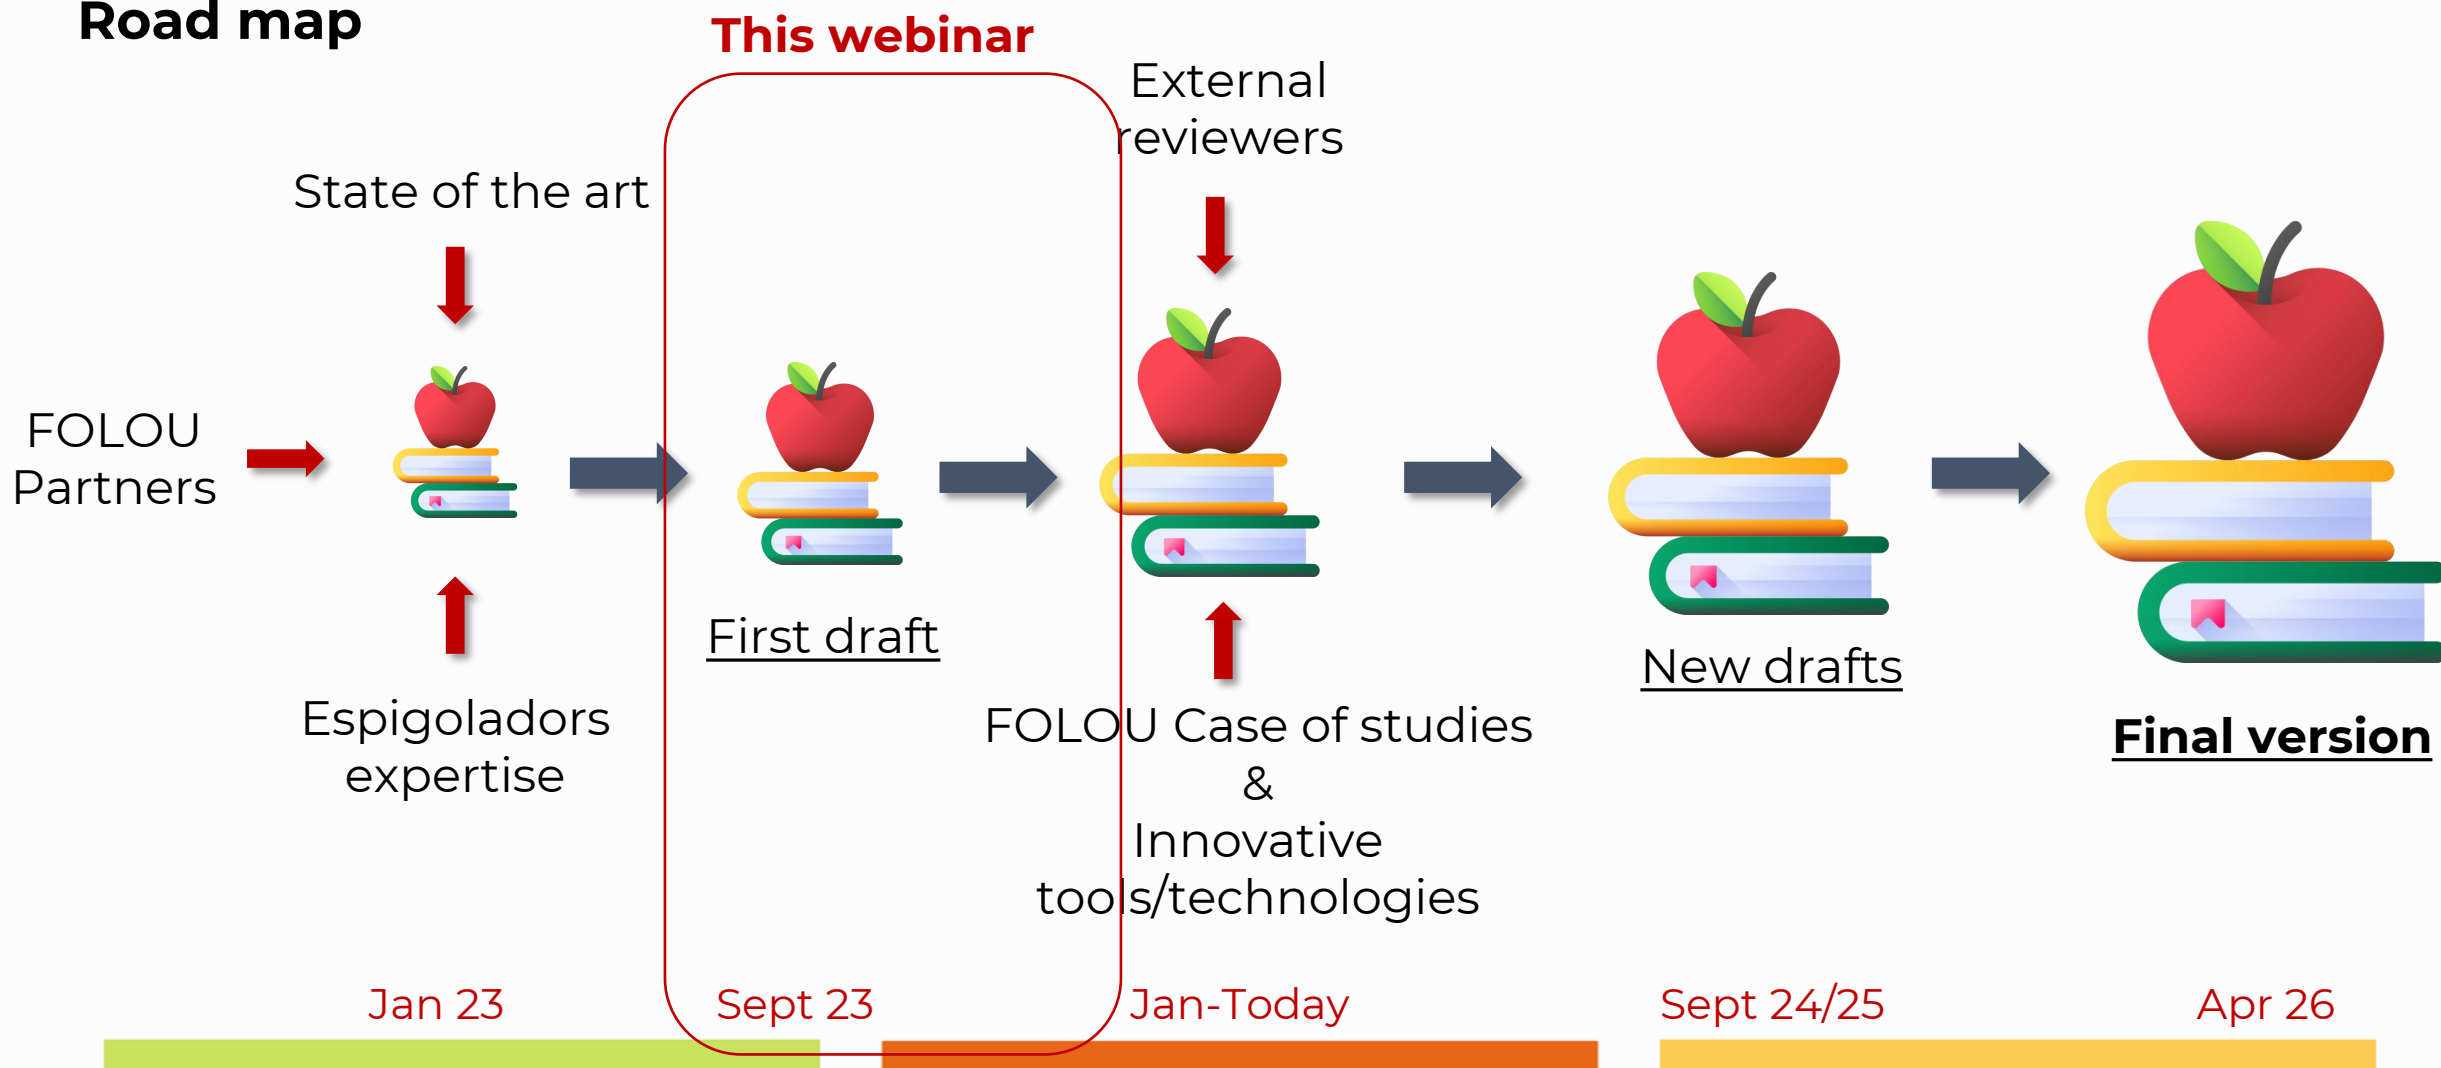 Road map
This webinar
External
reviewers
State of the art
FOLOU
Partners
First draft
New drafts
Espigoladors
expertise
FOLOU Case of studies
&
Innovative
tools/technologies
Final version
Jan 23
Sept 23
Jan-Today
Sept 24/25
Apr 26